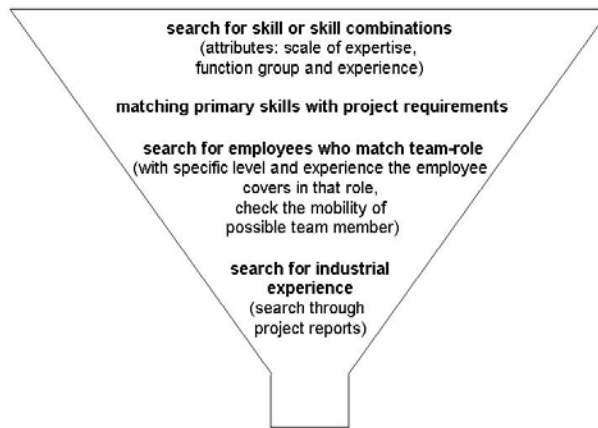 search for skill or skill combinations
(attributes: scale of expertise,
function group and experience)
matching primary skills with project requirements
search for employees who match team-role
(with specific level and experience the employee
covers in that role,
check the mobility of
possible team member)
search for industrial
experience
(search through
project reports)